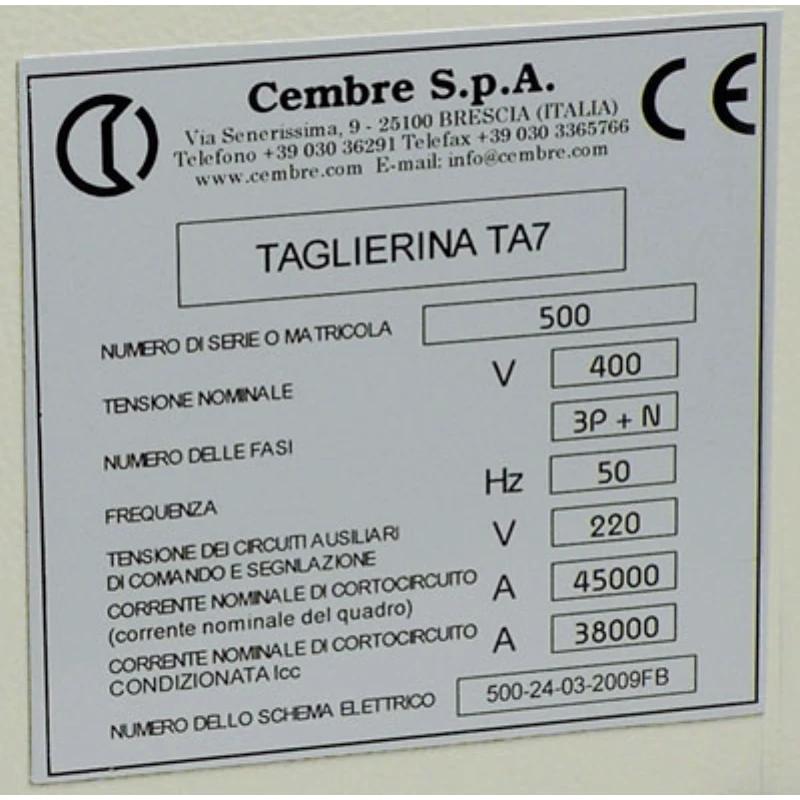 Cembre S.p.A.
Via Senerissima, 9 - 25100 BRESCIA (ITALIA)
Telefono +39 030 36291 Telefax +39 030 3365766
www.cembre.com E-mail: info@cembre.com
CE
TAGLIERINA TA7
NUMERO DI SERIE O MATRICOLA 500
TENSIONE NOMINALE V 400
NUMERO DELLE FASI 3P + N
FREQUENZA Hz 50
TENSIONE DEI CIRCUITI AUSILIARI
DI COMANDO E SEGNLAZIONE V 220
CORRENTE NOMINALE DI CORTOCIRCUITO A 45000
(corrente nominale del quadro)
CORRENTE NOMINALE DI CORTOCIRCUITO A 38000
CONDIZIONATA Icc
NUMERO DELLO SCHEMA ELETTRICO 500-24-03-2009FB